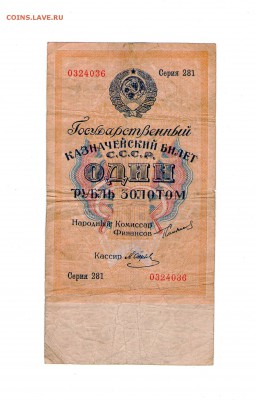 COINS.LAVE.RU
0324036 Серия 281
Государственный
КАЗНАЧЕЙСКИЙ БИЛЕТ
С.С.С.Р.
ОДИН
РУБЛЬ ЗОЛОТОМ
Народный Комиссар
Финансов
Кассир
Серия 281 0324036